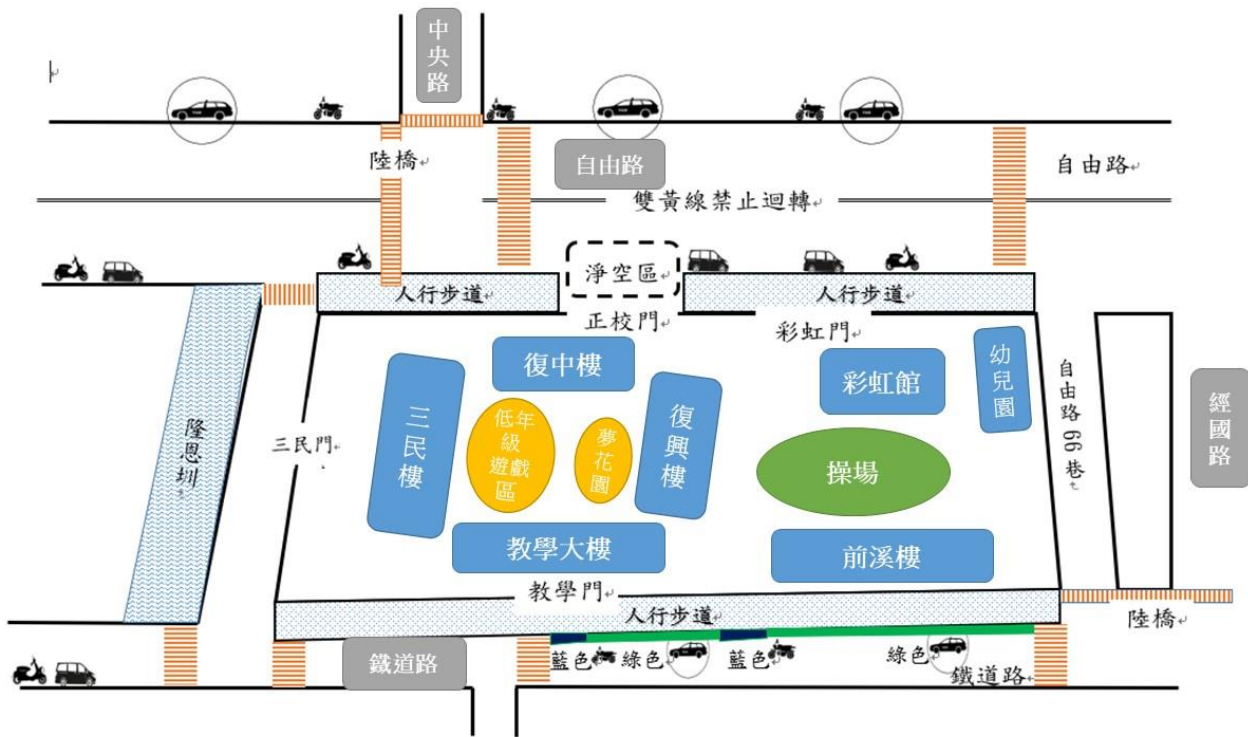 中央路
陸橋
自由路
自由路
雙黃線禁止迴轉
淨空區
人行步道
人行步道
正校門
彩虹門
復中樓
彩虹館
幼兒園
三民樓
低年
級
遊戲
區
夢花園
復興樓
自由路66巷
經國路
隆恩圳
三民門
操場
教學大樓
前溪樓
教學門
人行步道
陸橋
鐵道路
藍色
綠色
藍色
綠色
鐵道路